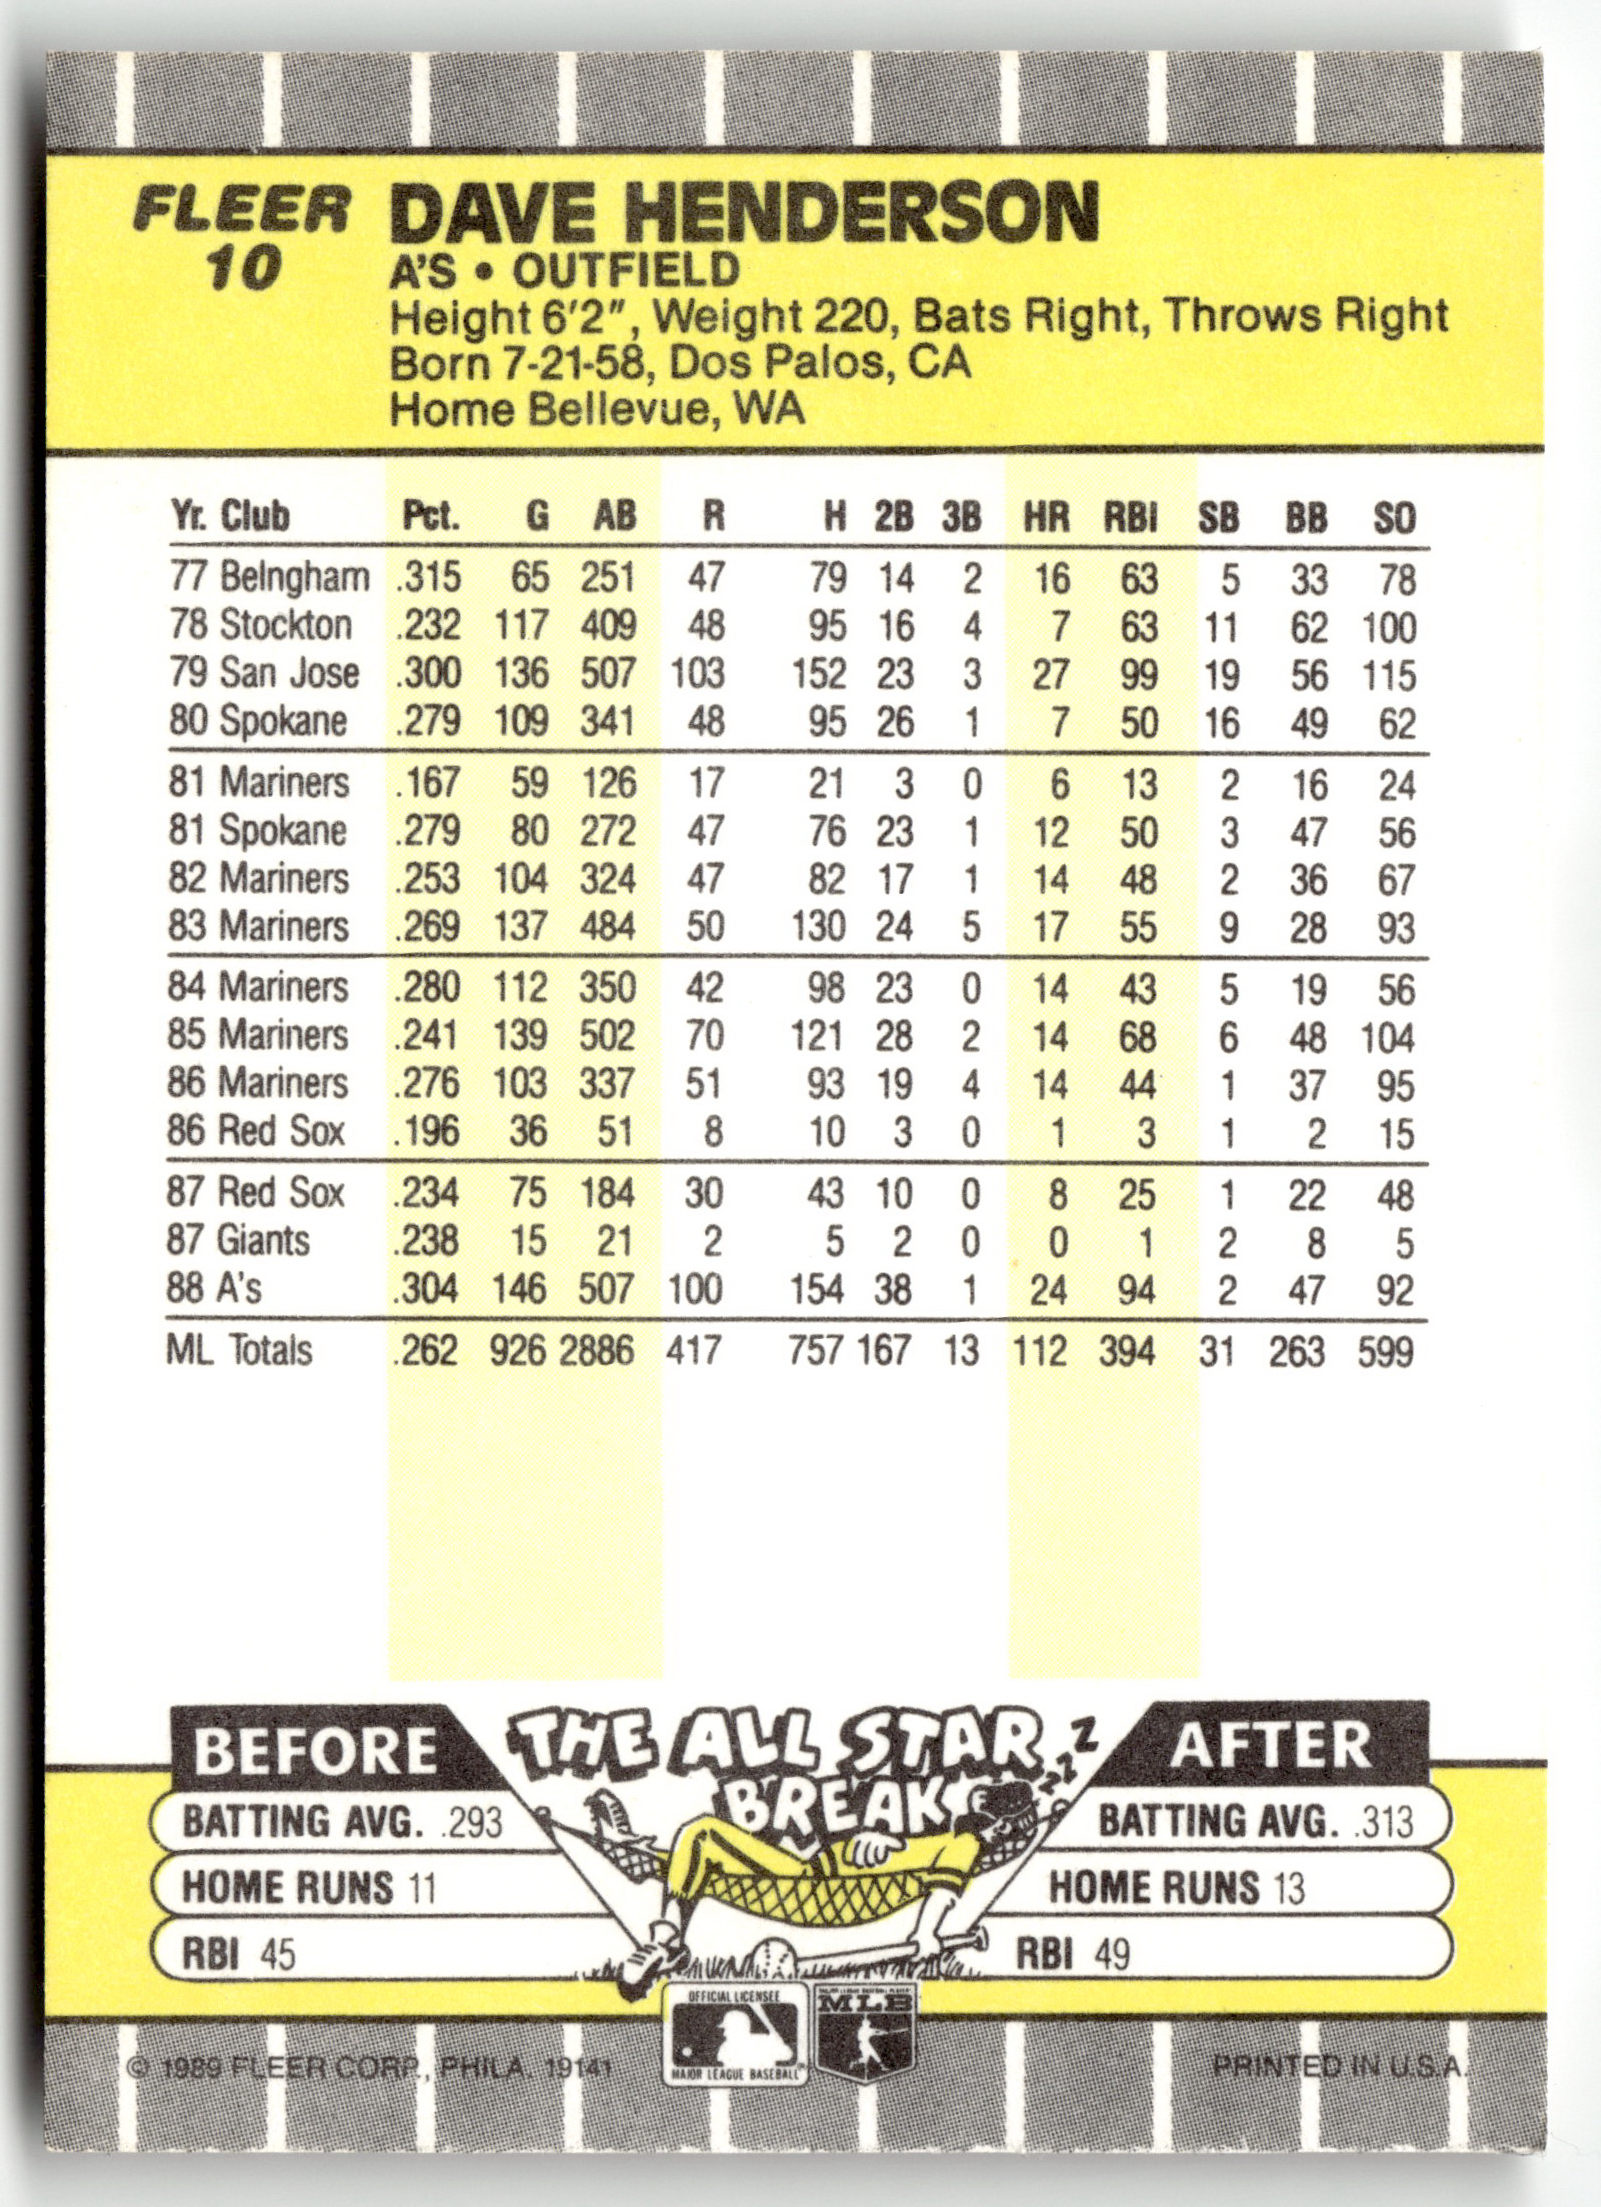 FLEER
10
DAVE HENDERSON
A'S • OUTFIELD
Height 6'2", Weight 220, Bats Right, Throws Right
Born 7-21-58, Dos Palos, CA
Home Bellevue, WA
Yr. Club Pct. G AB R H 2B 3B HR RBI SB BB SO
77 Belngham .315 65 251 47 79 14 2 16 63 5 33 78
78 Stockton .232 117 409 48 95 16 4 7 63 11 62 100
79 San Jose .300 136 507 103 152 23 3 27 99 19 56 115
80 Spokane .279 109 341 48 95 26 1 7 50 16 49 62
81 Mariners .167 59 126 17 21 3 0 6 13 2 16 24
81 Spokane .279 80 272 47 76 23 1 12 50 3 47 56
82 Mariners .253 104 324 47 82 17 1 14 48 2 36 67
83 Mariners .269 137 484 50 130 24 5 17 55 9 28 93
84 Mariners .280 112 350 42 98 23 0 14 43 5 19 56
85 Mariners .241 139 502 70 121 28 2 14 68 6 48 104
86 Mariners .276 103 337 51 93 19 4 14 44 1 37 95
86 Red Sox .196 36 51 8 10 3 0 1 3 1 2 15
87 Red Sox .234 75 184 30 43 10 0 8 25 1 22 48
87 Giants .238 15 21 2 5 2 0 0 1 2 8 5
88 A's .304 146 507 100 154 38 1 24 94 2 47 92
ML Totals .262 926 2886 417 757 167 13 112 394 31 263 599
THE ALL STAR BREAK
zzzZ
BEFORE
BATTING AVG. .293
HOME RUNS 11
RBI 45
AFTER
BATTING AVG. .313
HOME RUNS 13
RBI 49
OFFICIAL LICENSEE
MAJOR LEAGUE BASEBALL
MLB
© 1989 FLEER CORP., PHILA. 19141
PRINTED IN U.S.A.